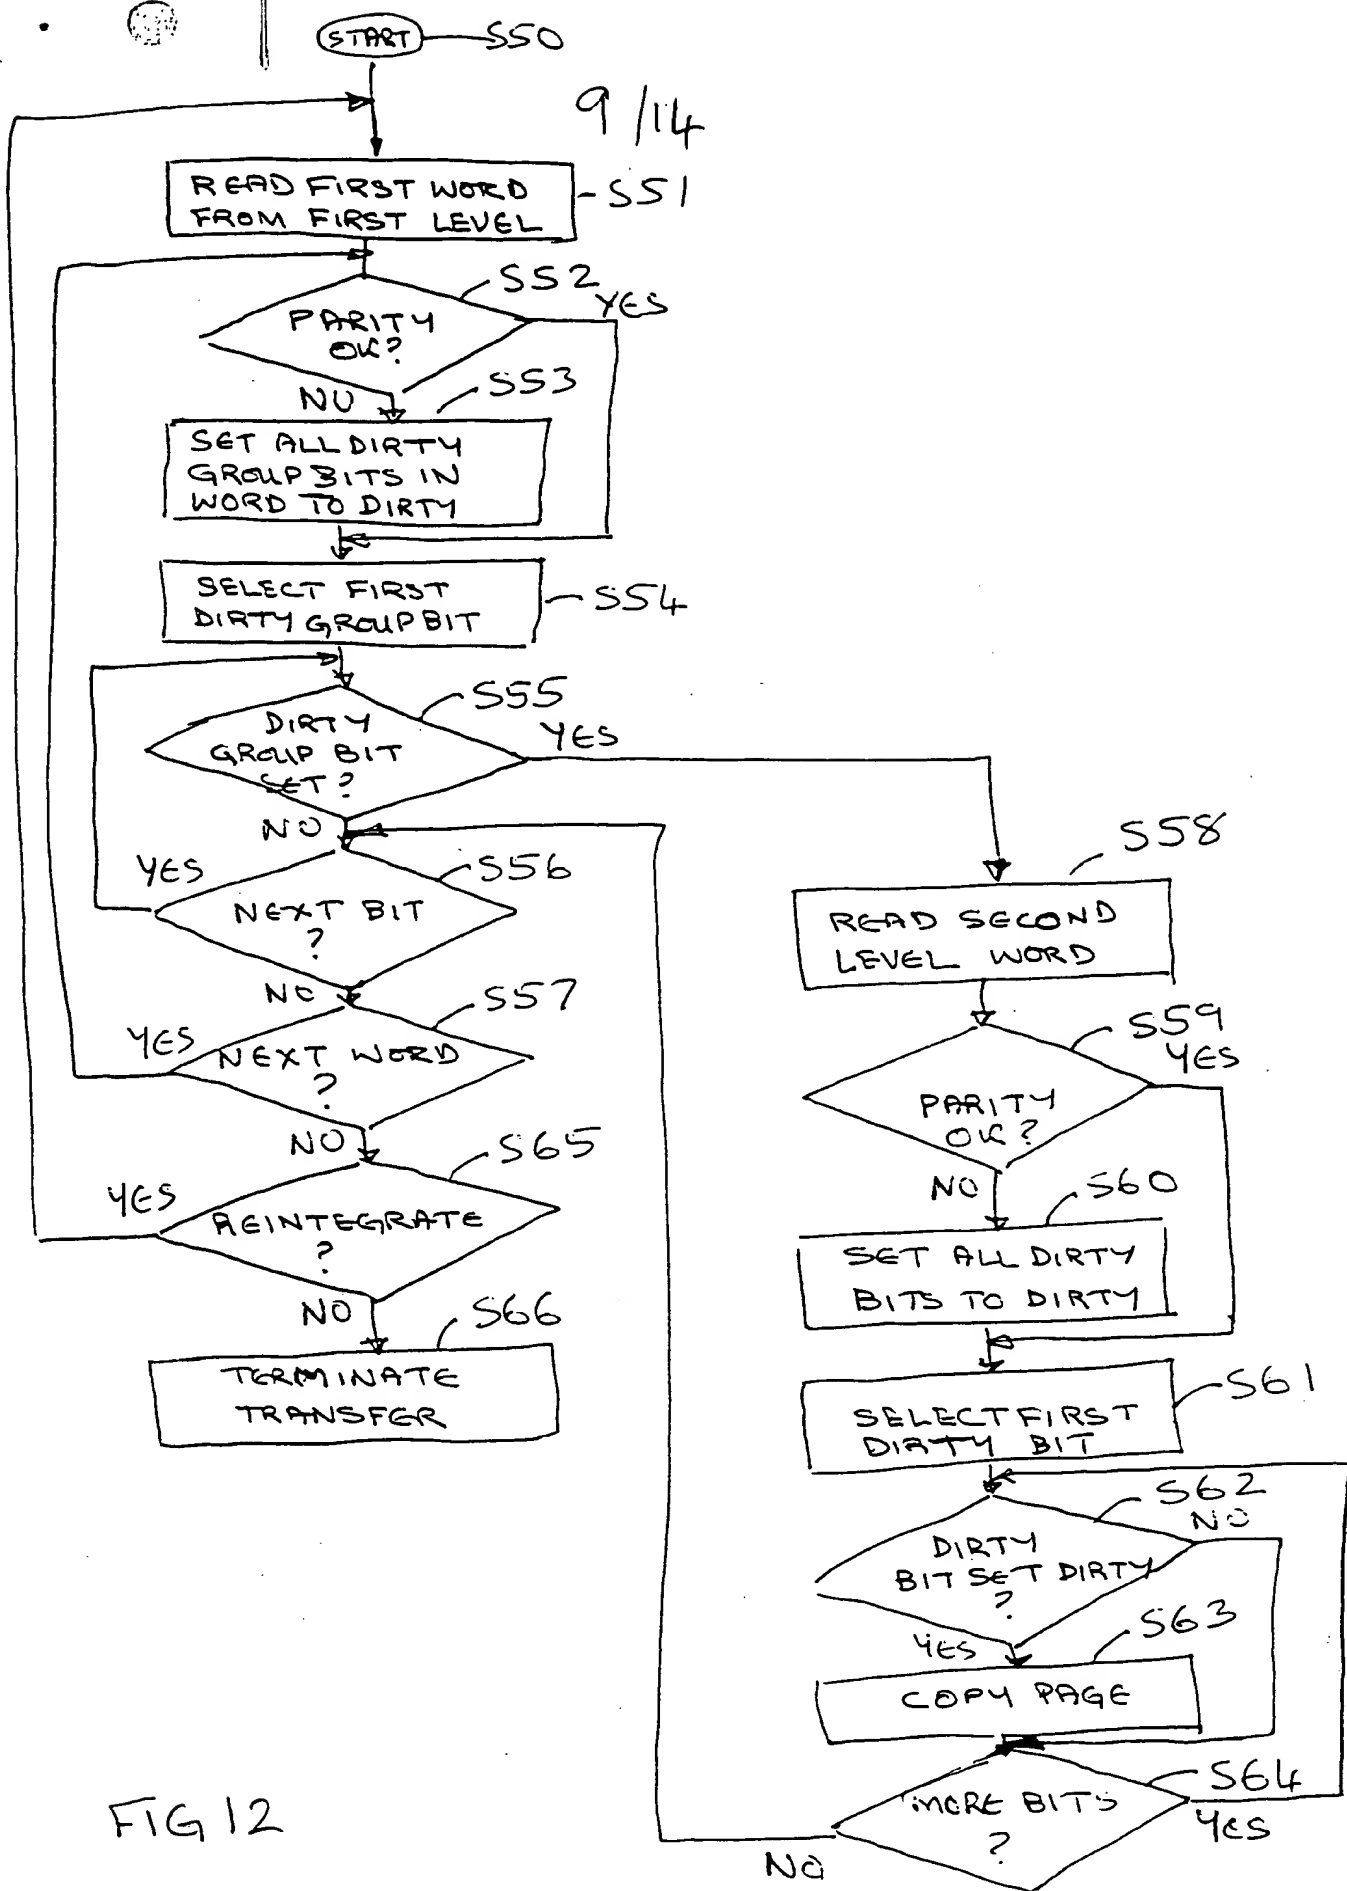 START
S50
9/14
READ FIRST WORD
FROM FIRST LEVEL
S51
S52
YES
PARITY
OK?
NO
S53
SET ALL DIRTY
GROUP BITS IN
WORD TO DIRTY
SELECT FIRST
DIRTY GROUP BIT
S54
S55
DIRTY
GROUP BIT
SET?
YES
NO
YES
S56
NEXT BIT
?
NO
S57
YES
NEXT WORD
?
NO
S65
YES
REINTEGRATE
?
NO
S66
TERMINATE
TRANSFER
S58
READ SECOND
LEVEL WORD
S59
YES
PARITY
OK?
NO
S60
SET ALL DIRTY
BITS TO DIRTY
S61
SELECT FIRST
DIRTY BIT
S62
NO
DIRTY
BIT SET DIRTY
?
YES
S63
COPY PAGE
S64
MORE BITS
?
YES
NO
FIG 12